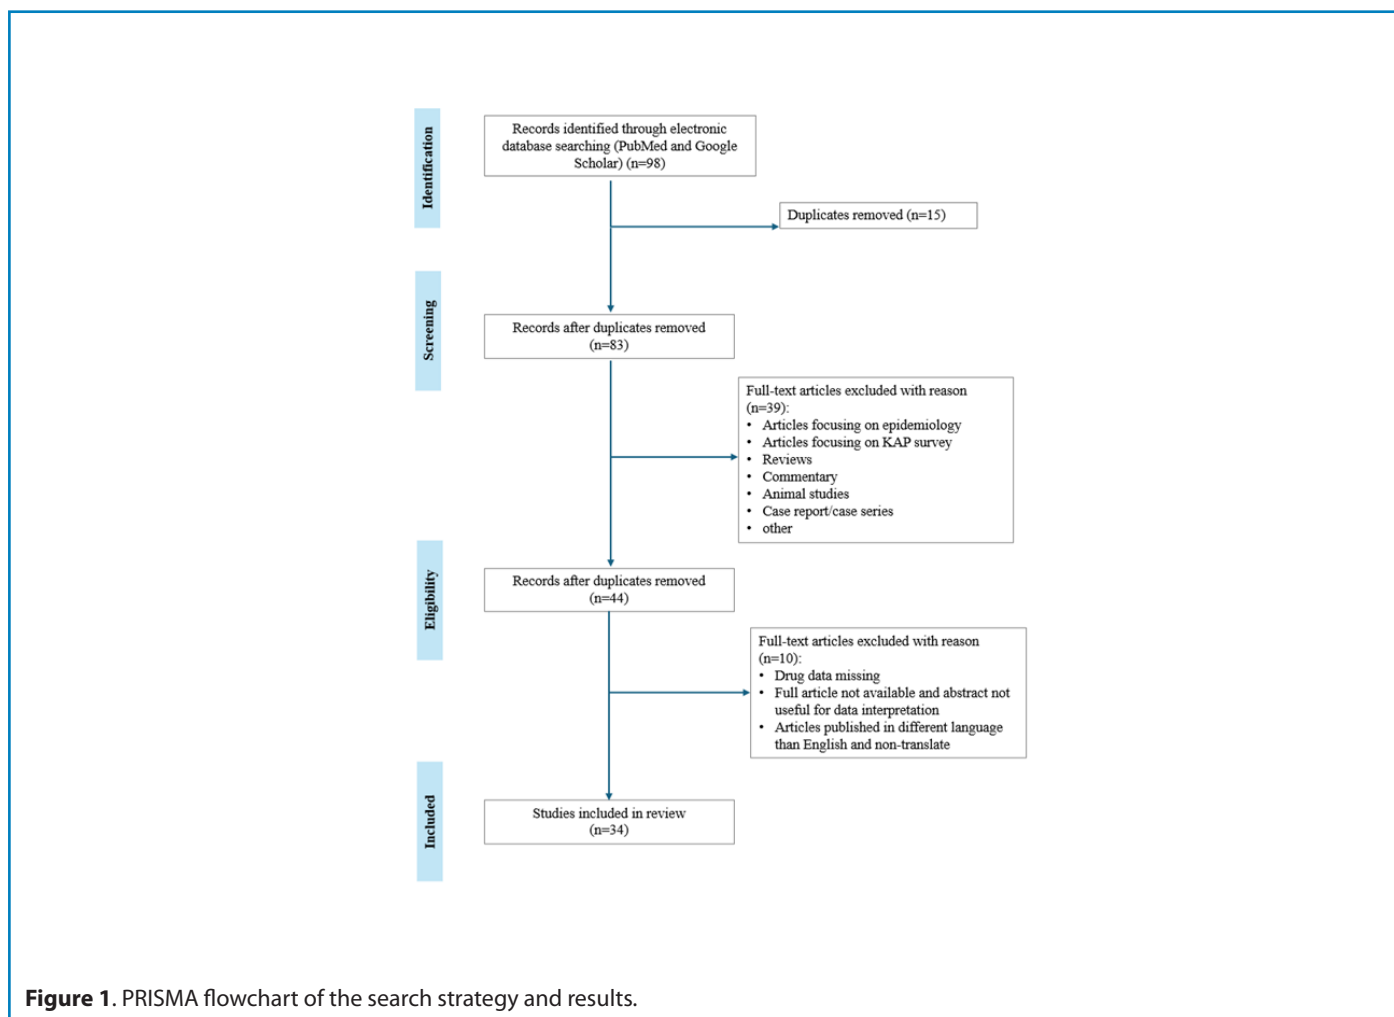 Identification
Records identified through electronic
database searching (PubMed and Google
Scholar) (n=98)
Duplicates removed (n=15)
Screening
Records after duplicates removed
(n=83)
Full-text articles excluded with reason
(n=39):
• Articles focusing on epidemiology
• Articles focusing on KAP survey
• Reviews
• Commentary
• Animal studies
• Case report/case series
• other
Eligibility
Records after duplicates removed
(n=44)
Full-text articles excluded with reason
(n=10):
• Drug data missing
• Full article not available and abstract not
useful for data interpretation
• Articles published in different language
than English and non-translate
Included
Studies included in review
(n=34)
Figure 1. PRISMA flowchart of the search strategy and results.